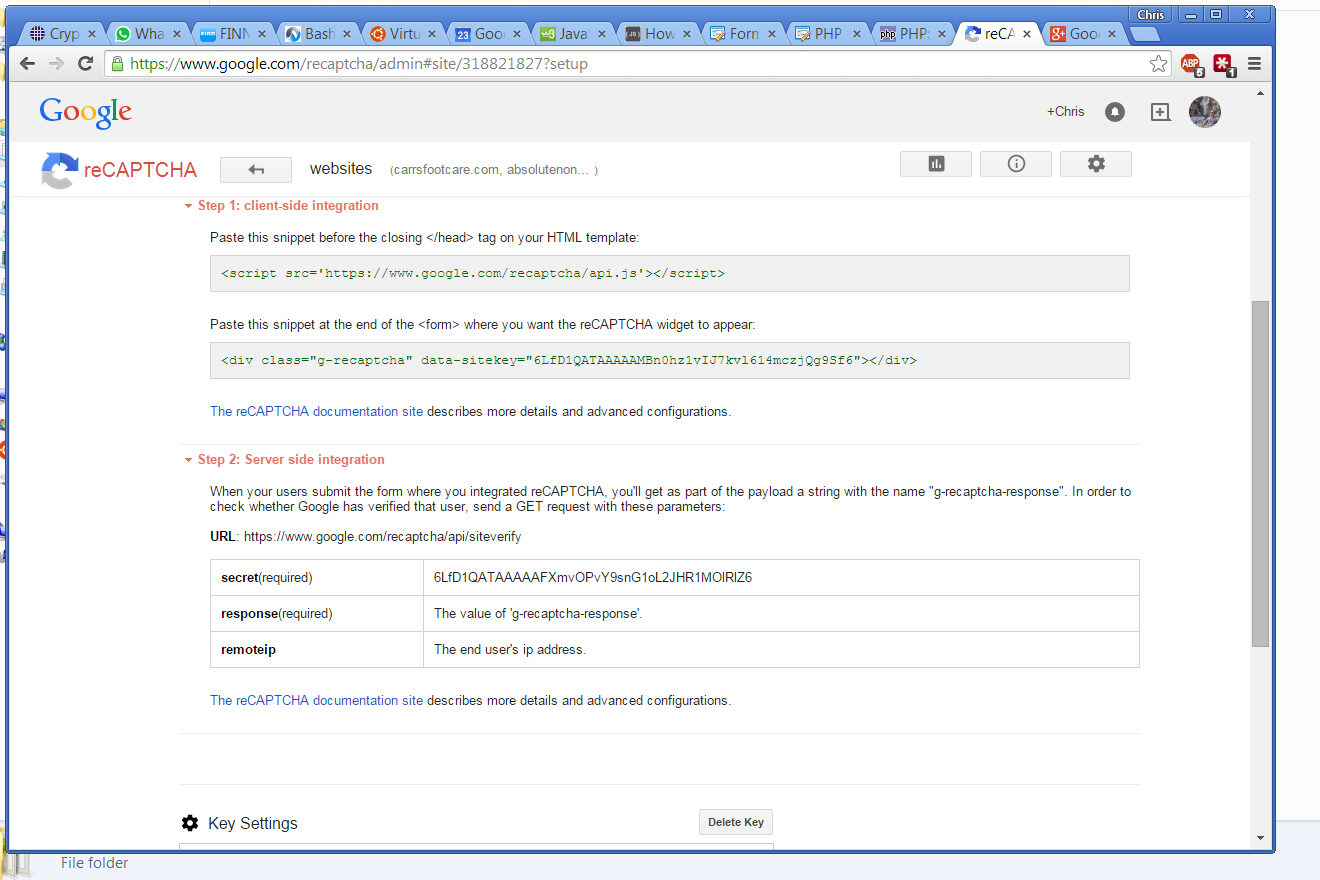 Chris
Cryp
Wha
FINN
Bash
Virtu
Goo
Java
How
Form
PHP
PHP:
reCA
Goo
https://www.google.com/recaptcha/admin#site/318821827?setup
ABP
5
1
Google
+Chris
reCAPTCHA
websites
(carrsfootcare.com, absolutenon... )
Step 1: client-side integration
Paste this snippet before the closing </head> tag on your HTML template:
<script src='https://www.google.com/recaptcha/api.js'></script>
Paste this snippet at the end of the <form> where you want the reCAPTCHA widget to appear:
<div class="g-recaptcha" data-sitekey="6LfD1QATAAAAAMBn0hz1vIJ7kvl614mczjQg9Sf6"></div>
The reCAPTCHA documentation site describes more details and advanced configurations.
Step 2: Server side integration
When your users submit the form where you integrated reCAPTCHA, you'll get as part of the payload a string with the name "g-recaptcha-response". In order to
check whether Google has verified that user, send a GET request with these parameters:
URL: https://www.google.com/recaptcha/api/siteverify
secret(required) 6LfD1QATAAAAAFXmvOPvY9snG1oL2JHR1MOlRlZ6
response(required) The value of 'g-recaptcha-response'.
remoteip The end user's ip address.
The reCAPTCHA documentation site describes more details and advanced configurations.
Key Settings
Delete Key
File folder